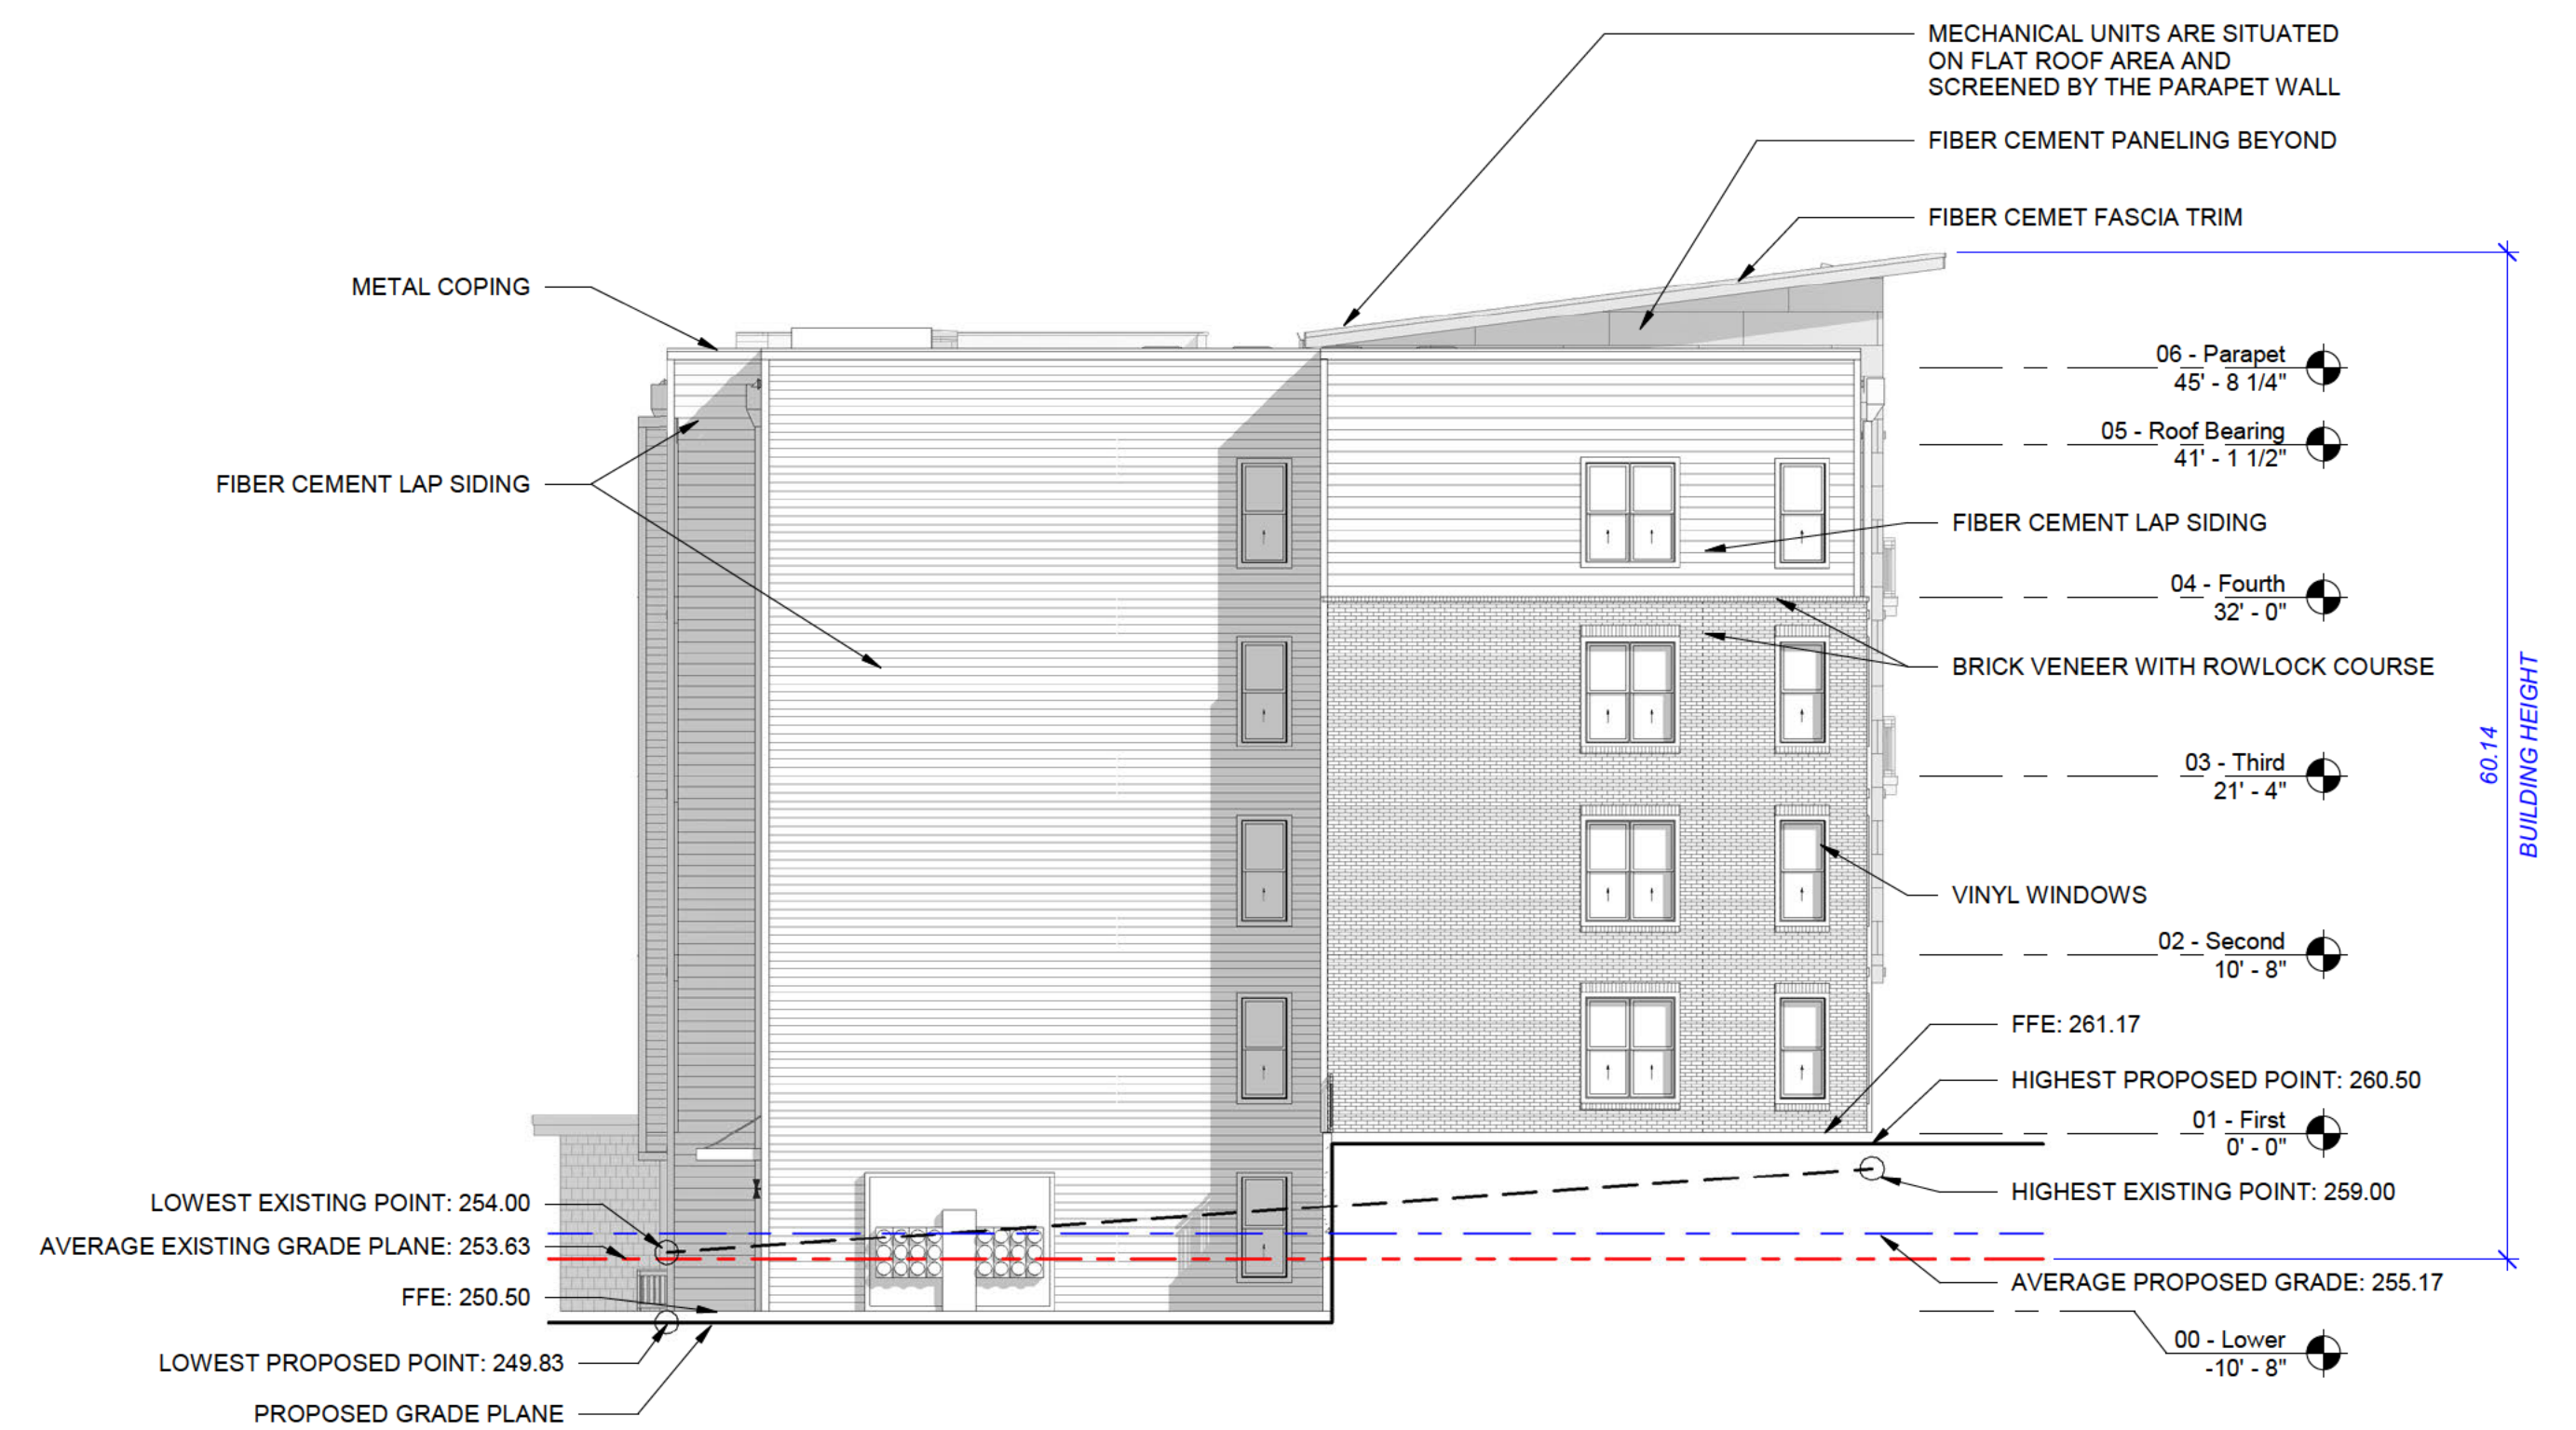 MECHANICAL UNITS ARE SITUATED
ON FLAT ROOF AREA AND
SCREENED BY THE PARAPET WALL
FIBER CEMENT PANELING BEYOND
FIBER CEMET FASCIA TRIM
METAL COPING
06 - Parapet
45' - 8 1/4"
05 - Roof Bearing
41' - 1 1/2"
FIBER CEMENT LAP SIDING
FIBER CEMENT LAP SIDING
04 - Fourth
32' - 0"
BRICK VENEER WITH ROWLOCK COURSE
03 - Third
21' - 4"
60.14
BUILDING HEIGHT
VINYL WINDOWS
02 - Second
10' - 8"
FFE: 261.17
HIGHEST PROPOSED POINT: 260.50
01 - First
0' - 0"
HIGHEST EXISTING POINT: 259.00
LOWEST EXISTING POINT: 254.00
AVERAGE EXISTING GRADE PLANE: 253.63
AVERAGE PROPOSED GRADE: 255.17
FFE: 250.50
00 - Lower
-10' - 8"
LOWEST PROPOSED POINT: 249.83
PROPOSED GRADE PLANE